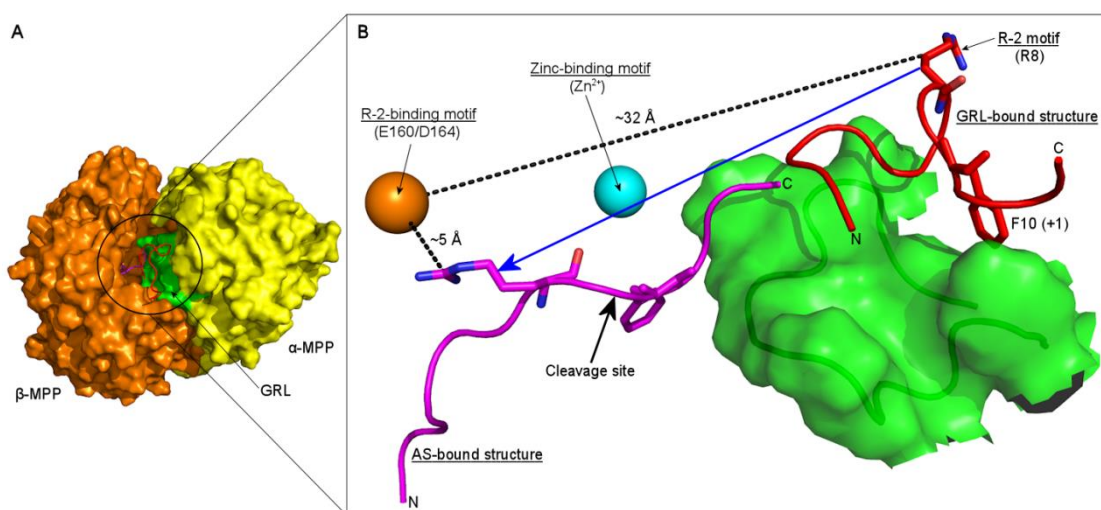 A
β-MPP
α-MPP
GRL
B
R-2-binding motif
(E160/D164)
Zinc-binding motif
(Zn²⁺)
R-2 motif
(R8)
~32 Å
~5 Å
GRL-bound structure
C
C
N
F10 (+1)
Cleavage site
AS-bound structure
N